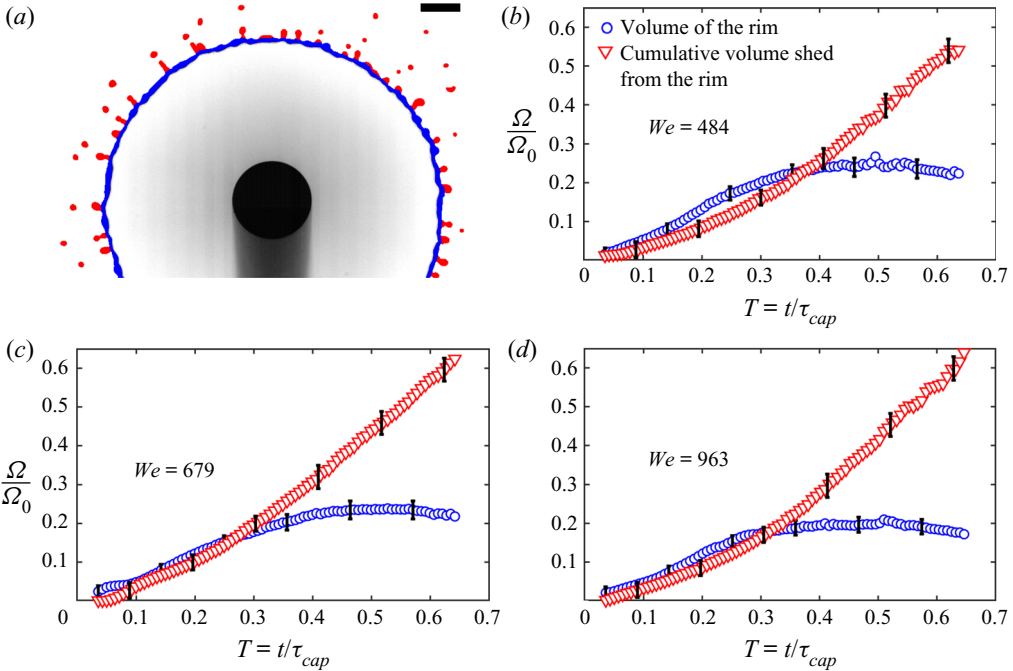 (a)
(b)
0.6
0.5
0.4
0.3
0.2
0.1
0
0.1
0.2
0.3
0.4
0.5
0.6
0.7
Ω
Ω₀
Volume of the rim
Cumulative volume shed
from the rim
We = 484
T = t/τcap
(c)
0.6
0.5
0.4
0.3
0.2
0.1
0
0.1
0.2
0.3
0.4
0.5
0.6
0.7
Ω
Ω₀
We = 679
T = t/τcap
(d)
0.6
0.5
0.4
0.3
0.2
0.1
0
0.1
0.2
0.3
0.4
0.5
0.6
0.7
We = 963
T = t/τcap